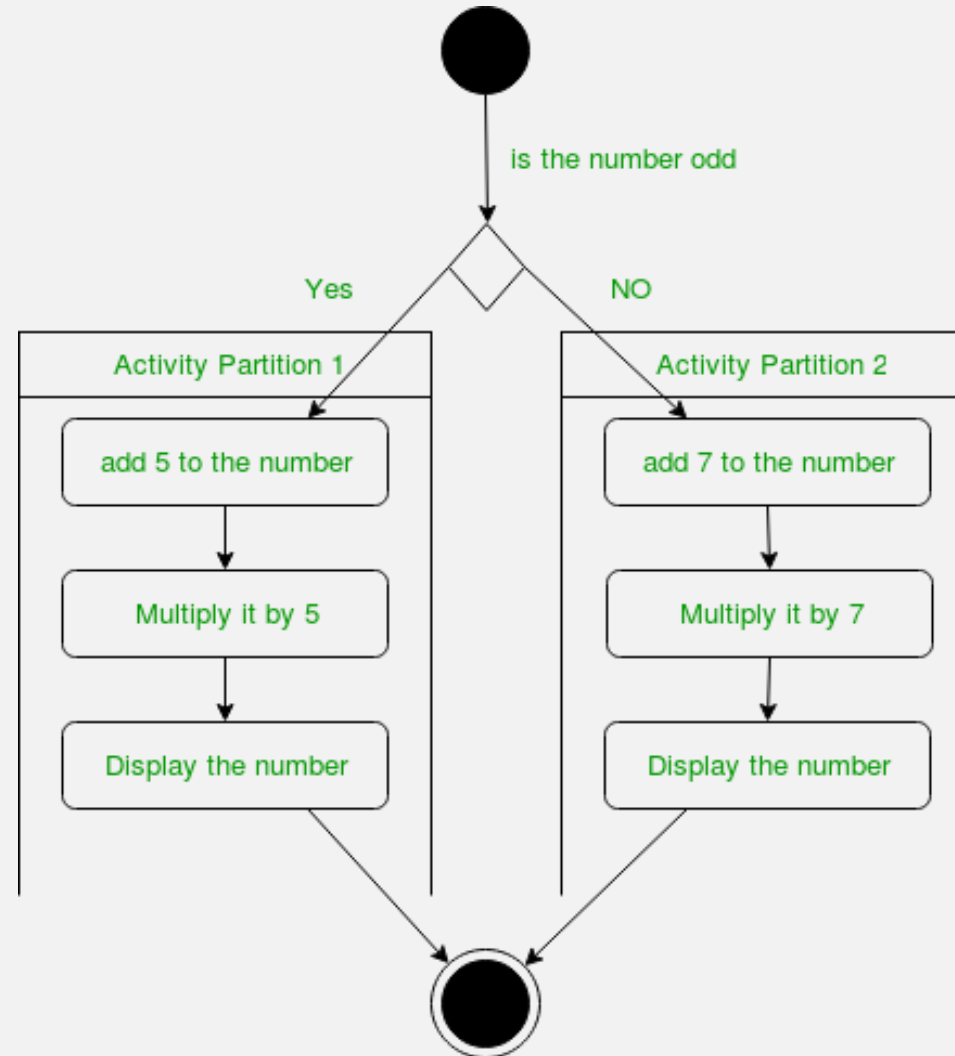 is the number odd
Yes
NO
Activity Partition 1
Activity Partition 2
add 5 to the number
add 7 to the number
Multiply it by 5
Multiply it by 7
Display the number
Display the number